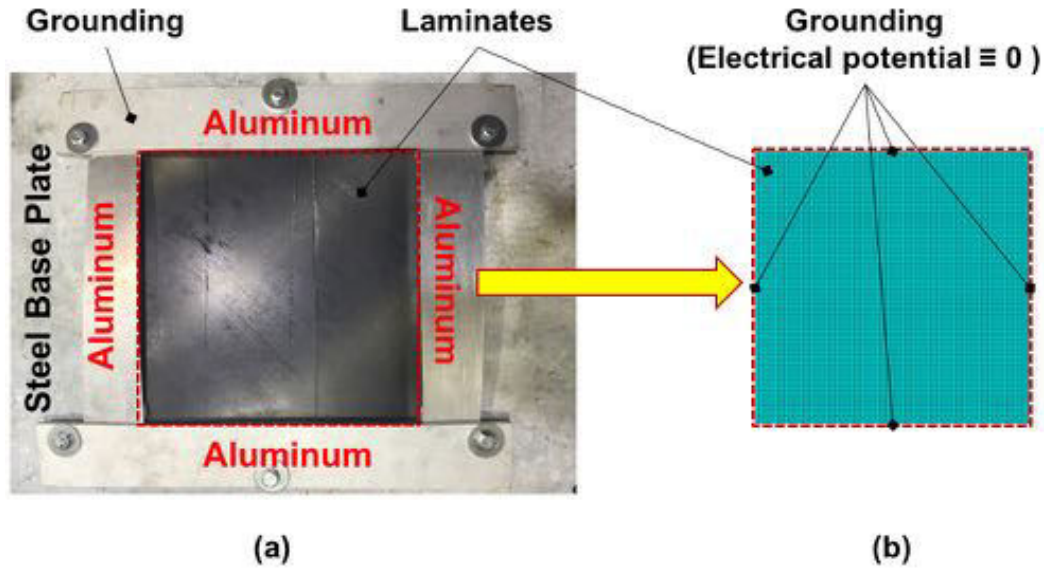 Grounding
Laminates
Grounding
(Electrical potential ≡ 0 )
Aluminum
Steel Base Plate
Aluminum
Aluminum
Aluminum
(a)
(b)